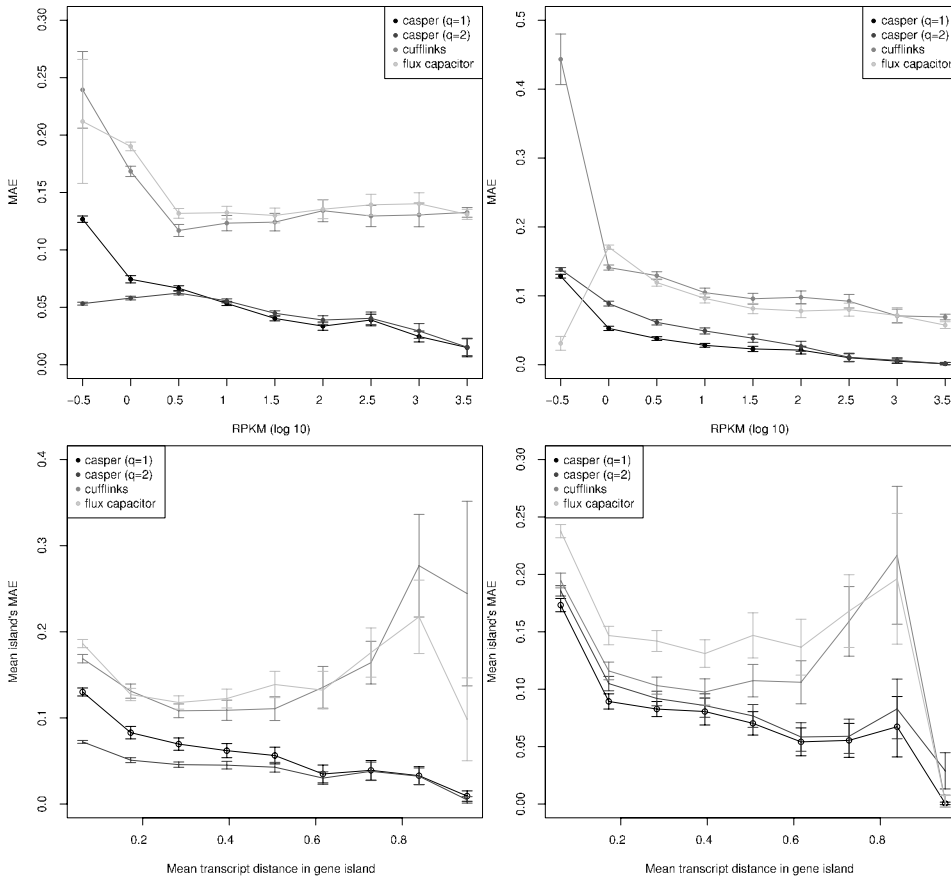 casper (q=1)
casper (q=2)
cufflinks
flux capacitor
MAE
0.00
0.05
0.10
0.15
0.20
0.25
0.30
−0.5 0 0.5 1 1.5 2 2.5 3 3.5
RPKM (log 10)
casper (q=1)
casper (q=2)
cufflinks
flux capacitor
MAE
0.0
0.1
0.2
0.3
0.4
0.5
−0.5 0 0.5 1 1.5 2 2.5 3 3.5
RPKM (log 10)
casper (q=1)
casper (q=2)
cufflinks
flux capacitor
Mean island's MAE
0.0
0.1
0.2
0.3
0.4
0.2 0.4 0.6 0.8
Mean transcript distance in gene island
casper (q=1)
casper (q=2)
cufflinks
flux capacitor
Mean island's MAE
0.00
0.05
0.10
0.15
0.20
0.25
0.30
0.2 0.4 0.6 0.8
Mean transcript distance in gene island